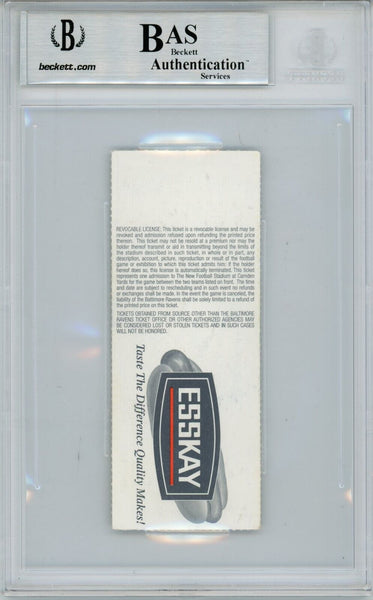 B
beckett.com
BAS
Beckett
Authentication™
Services
REVOCABLE LICENSE: This ticket is a revocable license and may be
revoked and admission refused upon refunding the printed price
thereon. This ticket may not be resold at a premium nor may the
holder thereof transmit or aid in transmitting beyond the limits of
the stadium described in such ticket, in whole or in part, any
description, account, picture, reproduction or result of the football
game or exhibition to which this ticket admits him; if the holder
hereof does so, this license is automatically terminated. This ticket
represents one admission to The New Football Stadium at Camden
Yards for the game between the two teams listed on front. The time
and date are subject to rescheduling and in such event no refunds
or exchanges shall be made. In the event the game is canceled, the
liability of the Baltimore Ravens shall be solely limited to a refund of
the printed price on this ticket.
TICKETS OBTAINED FROM SOURCE OTHER THAN THE BALTIMORE
RAVENS TICKET OFFICE OR OTHER AUTHORIZED AGENCIES MAY
BE CONSIDERED LOST OR STOLEN TICKETS AND IN SUCH CASES
WILL NOT BE HONORED.
ESSKAY
Taste The Difference Quality Makes!